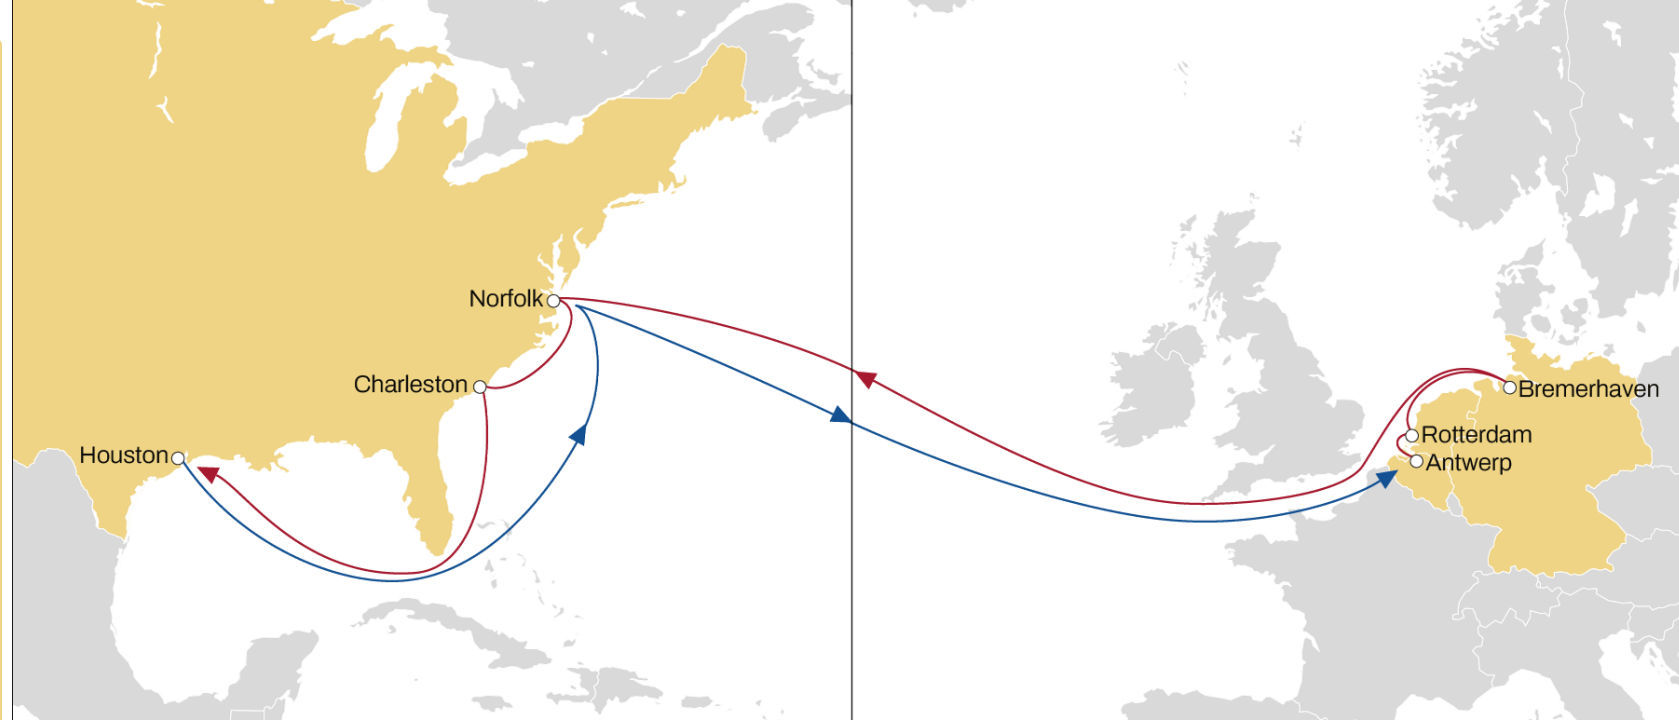 Norfolk
Charleston
Houston
Bremerhaven
Rotterdam
Antwerp